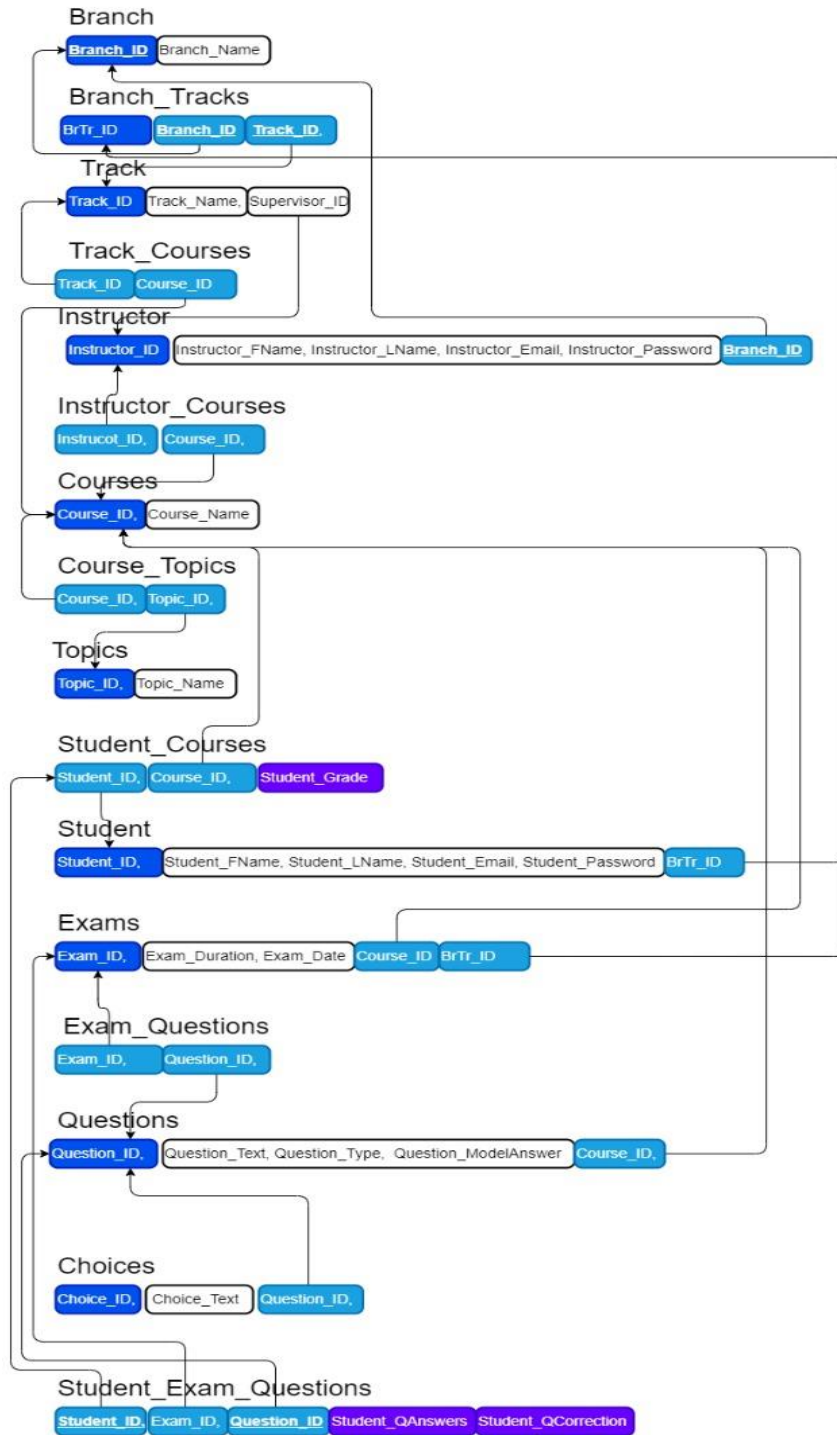 Branch
Branch_ID Branch_Name
Branch_Tracks
BrTr_ID Branch_ID Track_ID,
Track
Track_ID Track_Name, Supervisor_ID
Track_Courses
Track_ID Course_ID
Instructor
Instructor_ID Instructor_FName, Instructor_LName, Instructor_Email, Instructor_Password Branch_ID
Instructor_Courses
Instrucot_ID, Course_ID,
Courses
Course_ID, Course_Name
Course_Topics
Course_ID, Topic_ID,
Topics
Topic_ID, Topic_Name
Student_Courses
Student_ID, Course_ID, Student_Grade
Student
Student_ID, Student_FName, Student_LName, Student_Email, Student_Password BrTr_ID
Exams
Exam_ID, Exam_Duration, Exam_Date Course_ID BrTr_ID
Exam_Questions
Exam_ID, Question_ID,
Questions
Question_ID, Question_Text, Question_Type, Question_ModelAnswer Course_ID,
Choices
Choice_ID, Choice_Text Question_ID,
Student_Exam_Questions
Student_ID, Exam_ID, Question_ID Student_QAnswers Student_QCorrection